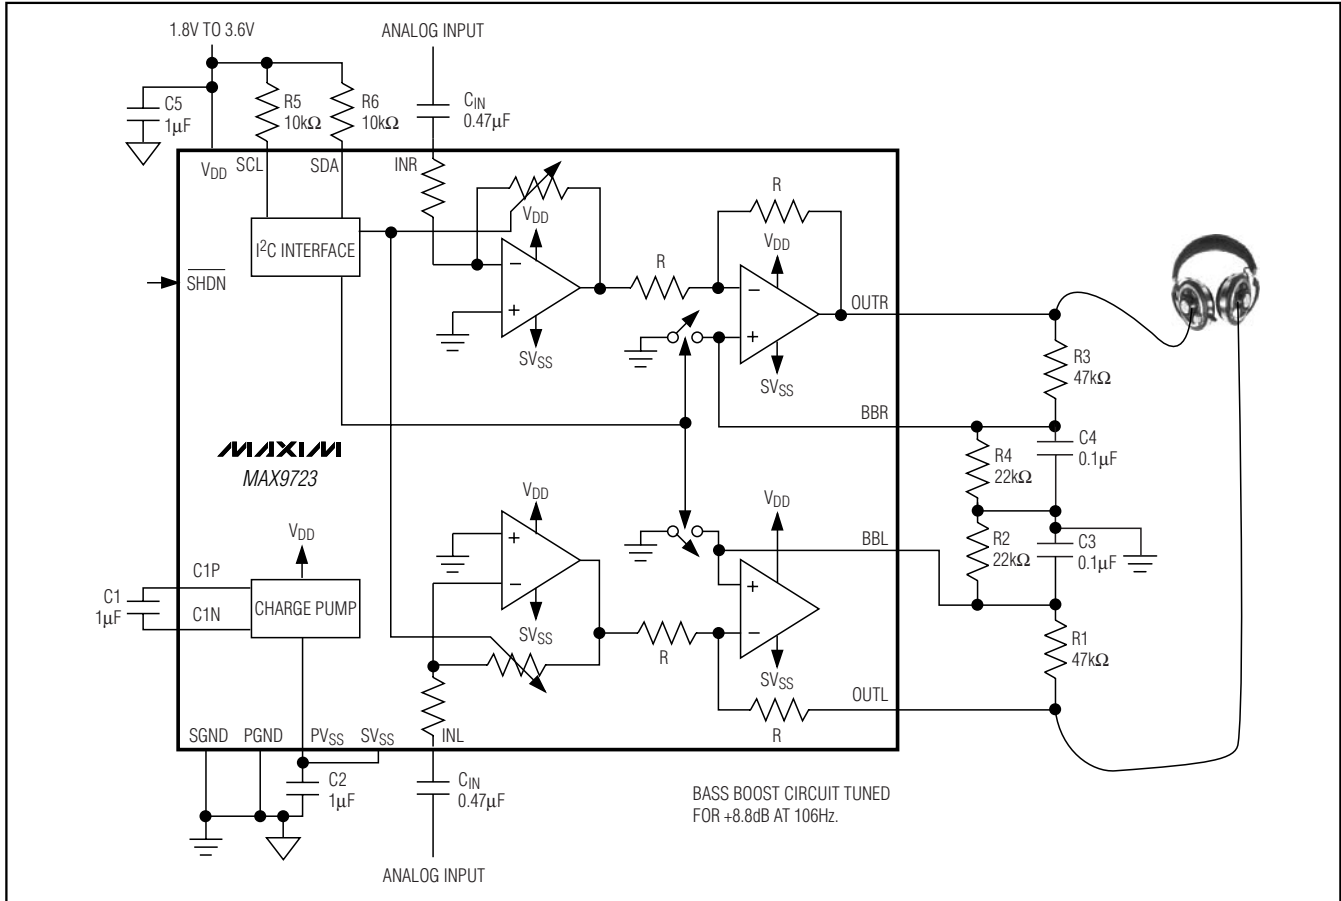 1.8V TO 3.6V
ANALOG INPUT
C5
1µF
R5
10kΩ
R6
10kΩ
CIN
0.47µF
VDD
SCL
SDA
INR
I2C INTERFACE
SHDN
VDD
−
+
SVSS
R
R
VDD
−
+
SVSS
OUTR
R3
47kΩ
BBR
C4
0.1µF
R4
22kΩ
MAXIM
MAX9723
R2
22kΩ
C3
0.1µF
BBL
VDD
+
−
SVSS
VDD
+
−
SVSS
R
R
R1
47kΩ
OUTL
VDD
C1P
C1N
CHARGE PUMP
C1
1µF
SGND
PGND
PVSS
SVSS
INL
C2
1µF
CIN
0.47µF
ANALOG INPUT
BASS BOOST CIRCUIT TUNED
FOR +8.8dB AT 106Hz.